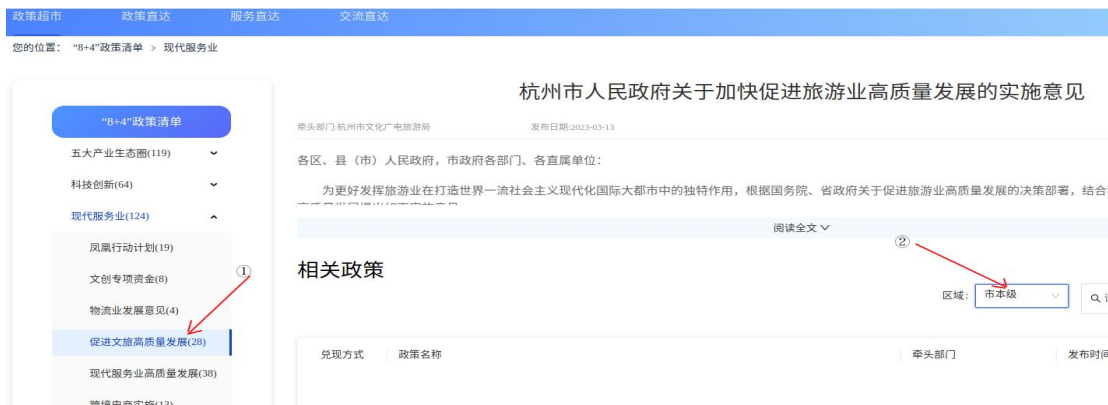 政策超市 政策直达 服务直达 交流直达
您的位置： “8+4”政策清单 > 现代服务业
杭州市人民政府关于加快促进旅游业高质量发展的实施意见
“8+4”政策清单
牵头部门:杭州市文化广电旅游局 发布日期:2023-03-13
五大产业生态圈(119)
各区、县（市）人民政府，市政府各部门、各直属单位：
科技创新(64)
为更好发挥旅游业在打造世界一流社会主义现代化国际大都市中的独特作用，根据国务院、省政府关于促进旅游业高质量发展的决策部署，结合
现代服务业(124)
阅读全文
凤凰行动计划(19)
②
①
相关政策
文创专项资金(8)
区域： 市本级
物流业发展意见(4)
促进文旅高质量发展(28)
兑现方式 政策名称 牵头部门 发布时间
现代服务业高质量发展(38)